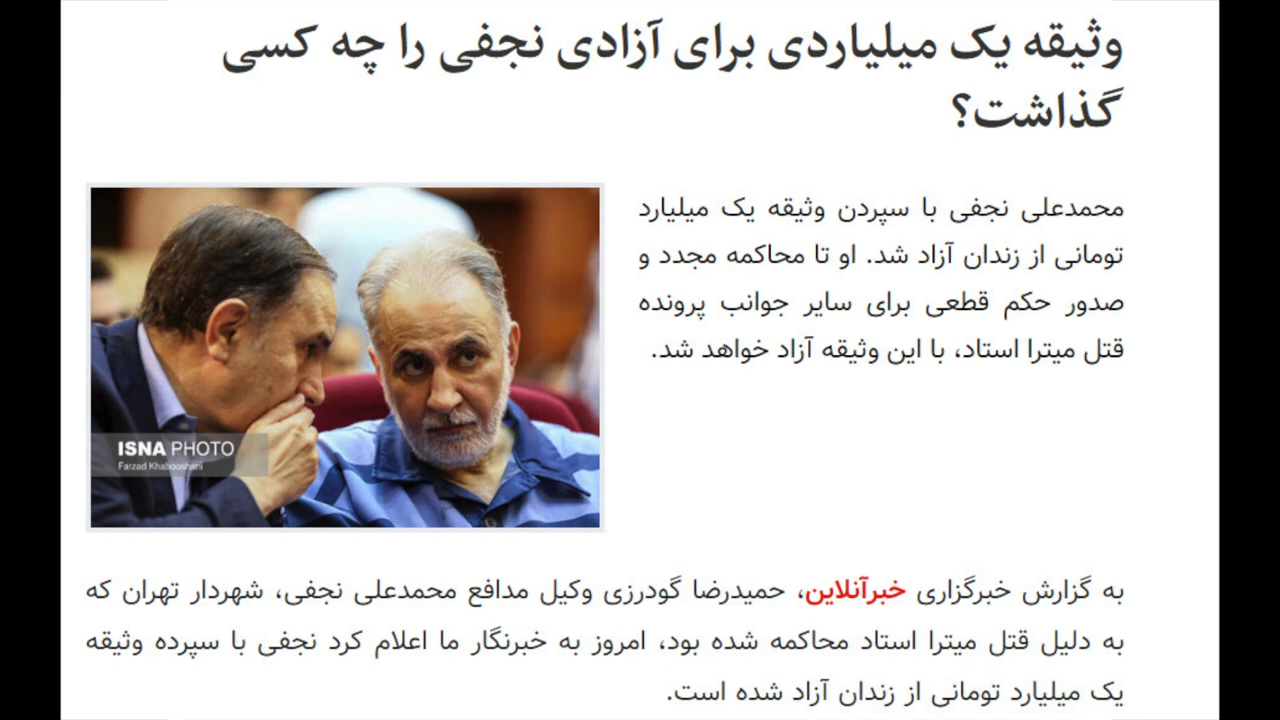 وثیقه یک میلیاردی برای آزادی نجفی را چه کسی
گذاشت؟
محمدعلی نجفی با سپردن وثیقه یک میلیارد
تومانی از زندان آزاد شد. او تا محاکمه مجدد و
صدور حکم قطعی برای سایر جوانب پرونده
قتل میترا استاد، با این وثیقه آزاد خواهد شد.
ISNA PHOTO
Farzad Khabooshani
به گزارش خبرگزاری خبرآنلاین، حمیدرضا گودرزی وکیل مدافع محمدعلی نجفی، شهردار تهران که
به دلیل قتل میترا استاد محاکمه شده بود، امروز به خبرنگار ما اعلام کرد نجفی با سپرده وثیقه
یک میلیارد تومانی از زندان آزاد شده است.